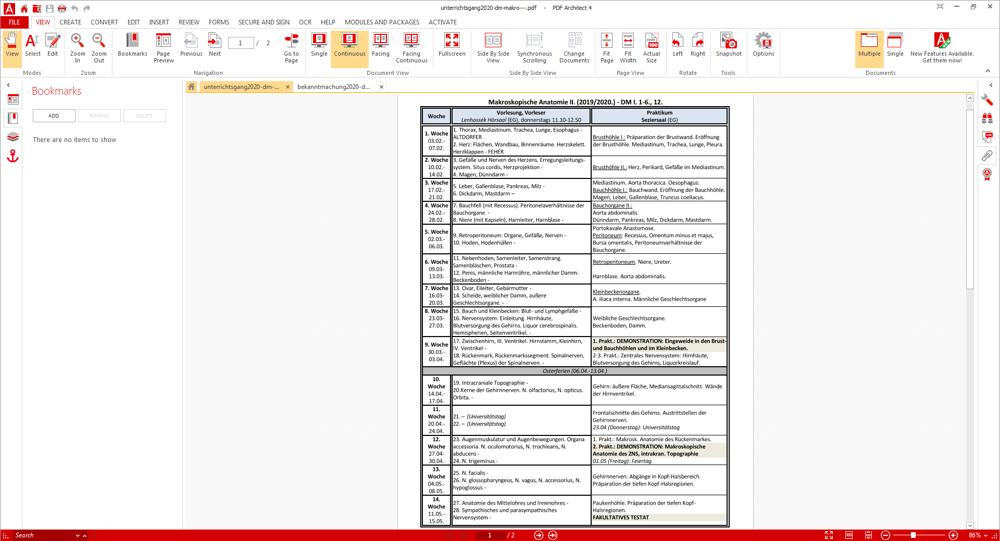 unterrichtsgang2020-dm-makro---.pdf - PDF Architect 4
FILE VIEW CREATE CONVERT EDIT INSERT REVIEW FORMS SECURE AND SIGN OCR HELP MODULES AND PACKAGES ACTIVATE
View Select Edit
Modes
Zoom In Zoom Out
Zoom
Bookmarks Page Preview Previous Next 1 / 2 Go to Page
Navigation
Single Continuous Facing Facing Continuous Fullscreen
Document View
Side By Side View Synchronous Scrolling Change Documents
Side By Side View
Fit Page Fit Width 100 Actual Size
Page View
Left Right
Rotate
Snapshot
Tools
Options
Multiple Single
Documents
NEW
New Features Available.
Get them now!
Bookmarks
ADD RENAME DELETE
There are no items to show
unterrichtsgang2020-dm-...
bekanntmachung2020-d...
Makroskopische Anatomie II. (2019/2020.) - DM I. 1-6., 12.
Woche
Vorlesung, Vorleser
Lenhossék Hörsaal (EG), donnerstags 11.10-12.50
Praktikum
Seziersaal (EG)
1. Woche
03.02.-
07.02.
1. Thorax, Mediastinum. Trachea, Lunge, Esophagus -
ALTDORFER
2. Herz: Flächen, Wandbau, Binnenräume. Herzskelett.
Herzklappen - FEHÉR
Brusthöhle I.: Präparation der Brustwand. Eröffnung
der Brusthöhle. Mediastinum, Trachea, Lunge, Pleura.
2. Woche
10.02.-
14.02.
3. Gefäße und Nerven des Herzens. Erregungsleitungs-
system. Situs cordis, Herzprojektion -
4. Magen, Dünndarm -
Brusthöhle II.: Herz, Perikard, Gefäße im Mediastinum.
3. Woche
17.02.-
21.02.
5. Leber, Gallenblase, Pankreas, Milz -
6. Dickdarm, Mastdarm –
Mediastinum. Aorta thoracica. Oesophagus.
Bauchhöhle I.: Bauchwand. Eröffnung der Bauchhöhle.
Magen, Leber, Gallenblase, Truncus coeliacus.
4. Woche
24.02.-
28.02.
7. Bauchfell (mit Recessus). Peritonelaverhältnisse der
Bauchorgane -
8. Niere (mit Kapseln), Harnleiter, Harnblase -
Bauchorgane II.:
Aorta abdominalis.
Dünndarm, Pankreas, Milz, Dickdarm, Mastdarm.
5. Woche
02.03.-
06.03.
9. Retroperitoneum: Organe, Gefäße, Nerven -
10. Hoden, Hodenhüllen -
Portokavale Anastomose.
Peritoneum: Recessus, Omentum minus et majus,
Bursa omentalis, Peritoneumverhältnisse der
Bauchorgane.
6. Woche
09.03-
13.03.
11. Nebenhoden, Samenleiter, Samenstrang.
Samenbläschen, Prostata -
12. Penis, männliche Harnröhre, männlicher Damm.
Beckenboden -
Retroperitoneum. Niere, Ureter.
Harnblase. Aorta abdominalis.
7. Woche
16.03-
20.03.
13. Ovar, Eileiter, Gebärmutter -
14. Scheide, weiblicher Damm, außere
Geschlechtsorgane. -
Kleinbeckenorgane.
A. iliaca interna. Männliche Geschlechtsorgane
8. Woche
23.03-
27.03.
15. Bauch und Kleinbecken: Blut- und Lymphgefäße -
16. Nervensystem: Einleitung. Hirnhäute,
Blutversorgung des Gehirns. Liquor cerebrospinalis.
Hemispherien, Seitenventrikel. -
Weibliche Geschlechtsorgane.
Beckenboden, Damm.
9. Woche
30.03.-
03.04.
17. Zwischenhirn, III. Ventrikel. Hirnstamm, Kleinhirn,
IV. Ventrikel -
18. Rückenmark, Rückenmarkssegment. Spinalnerven,
Geflächte (Plexus) der Spinalnerven. -
1. Prakt.: DEMONSTRATION: Eingeweide in den Brust-
und Bauchhöhlen und im Kleinbecken.
2-3. Prakt.: Zentrales Nervensystem: Hirnhäute,
Blutversorgung des Gehirns, Liquorkreislauf.
Osterferien (06.04.-13.04.)
10.
Woche
14.04.-
17.04.
19. Intracraniale Topographie -
20.Kerne der Gehirnnerven. N. olfactorius, N. opticus.
Orbita. -
Gehirn: äußere Fläche, Mediansagittalschnitt. Wände
der Hirnventrikel.
11.
Woche
20.04.-
24.04.
21. – (Universitätstag)
22. – (Universitätstag)
Frontalschnitte des Gehirns. Austrittstellen der
Gehirnnerven.
23.04 (Donnerstag): Universitätstag
12.
Woche
27.04-
30.04.
23. Augenmuskulatur und Augenbewegungen. Organa
accessoria. N. oculomotorius, N. trochlearis, N.
abducens -
24. N. trigeminus -
1. Prakt.: Makrosk. Anatomie des Rückenmarkes.
2. Prakt.: DEMONSTRATION: Makroskopische
Anatomie des ZNS, intrakran. Topographie
01.05 (Freitag): Feiertag
13.
Woche
04.05.-
08.05.
25. N. facialis -
26. N. glossopharyngeus, N. vagus, N. accessorius, N.
hypoglossus -
Gehirnnerven: Abgänge in Kopf-Halsbereich.
Präparation der tiefen Kopf-Halsregionen.
14.
Woche
11.05.-
15.05.
27. Anatomie des Mittelohres und Innenohres -
28. Sympathisches und parasympathisches
Nervensystem -
Paukenhöhle. Präparation der tiefen Kopf-
Halsregionen.
FAKULTATIVES TESTAT
Search
1 / 2
100
86%